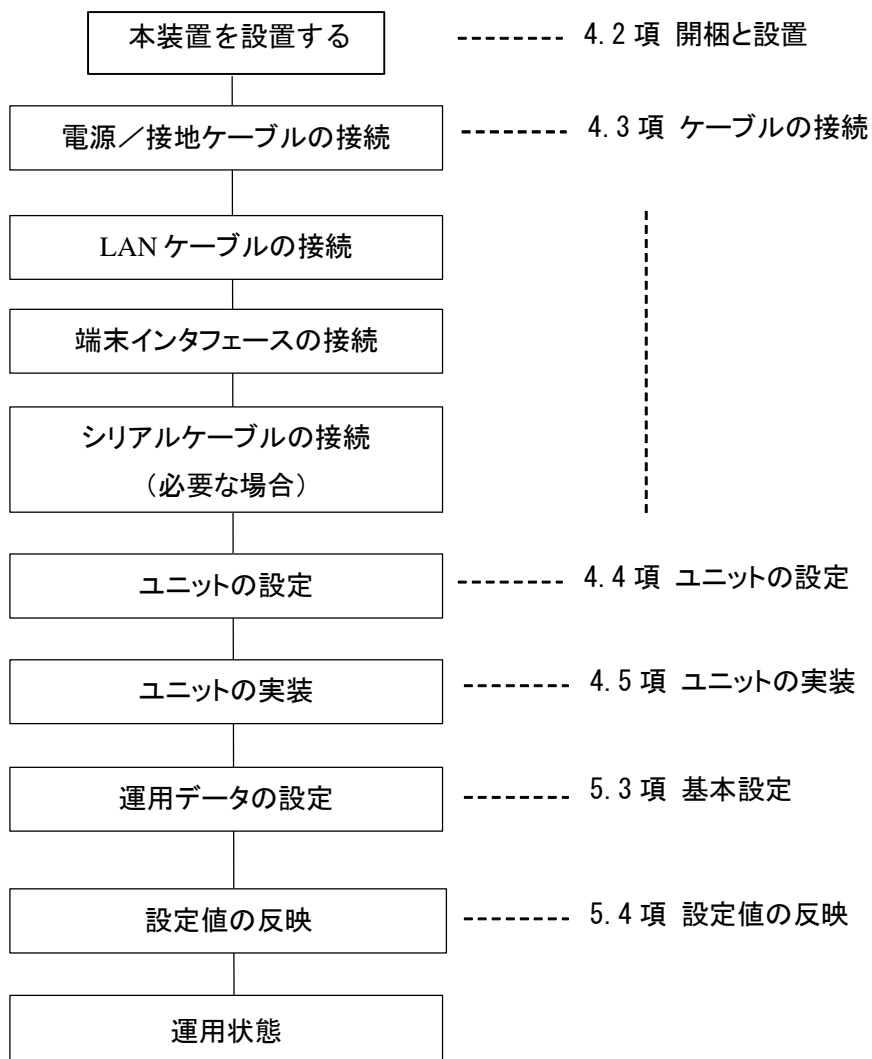 本装置を設置する
4.2項 開梱と設置
電源／接地ケーブルの接続
4.3項 ケーブルの接続
LANケーブルの接続
端末インタフェースの接続
シリアルケーブルの接続
（必要な場合）
ユニットの設定
4.4項 ユニットの設定
ユニットの実装
4.5項 ユニットの実装
運用データの設定
5.3項 基本設定
設定値の反映
5.4項 設定値の反映
運用状態